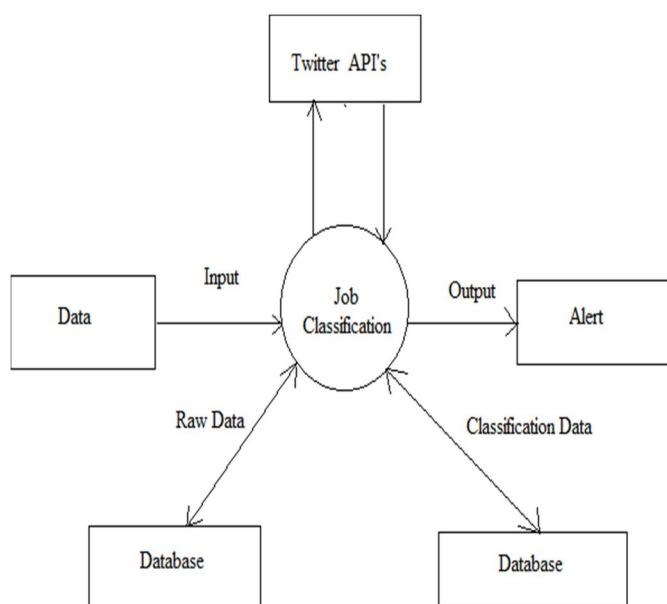 Twitter API's
Input
Output
Data
Job
Classification
Alert
Raw Data
Classification Data
Database
Database